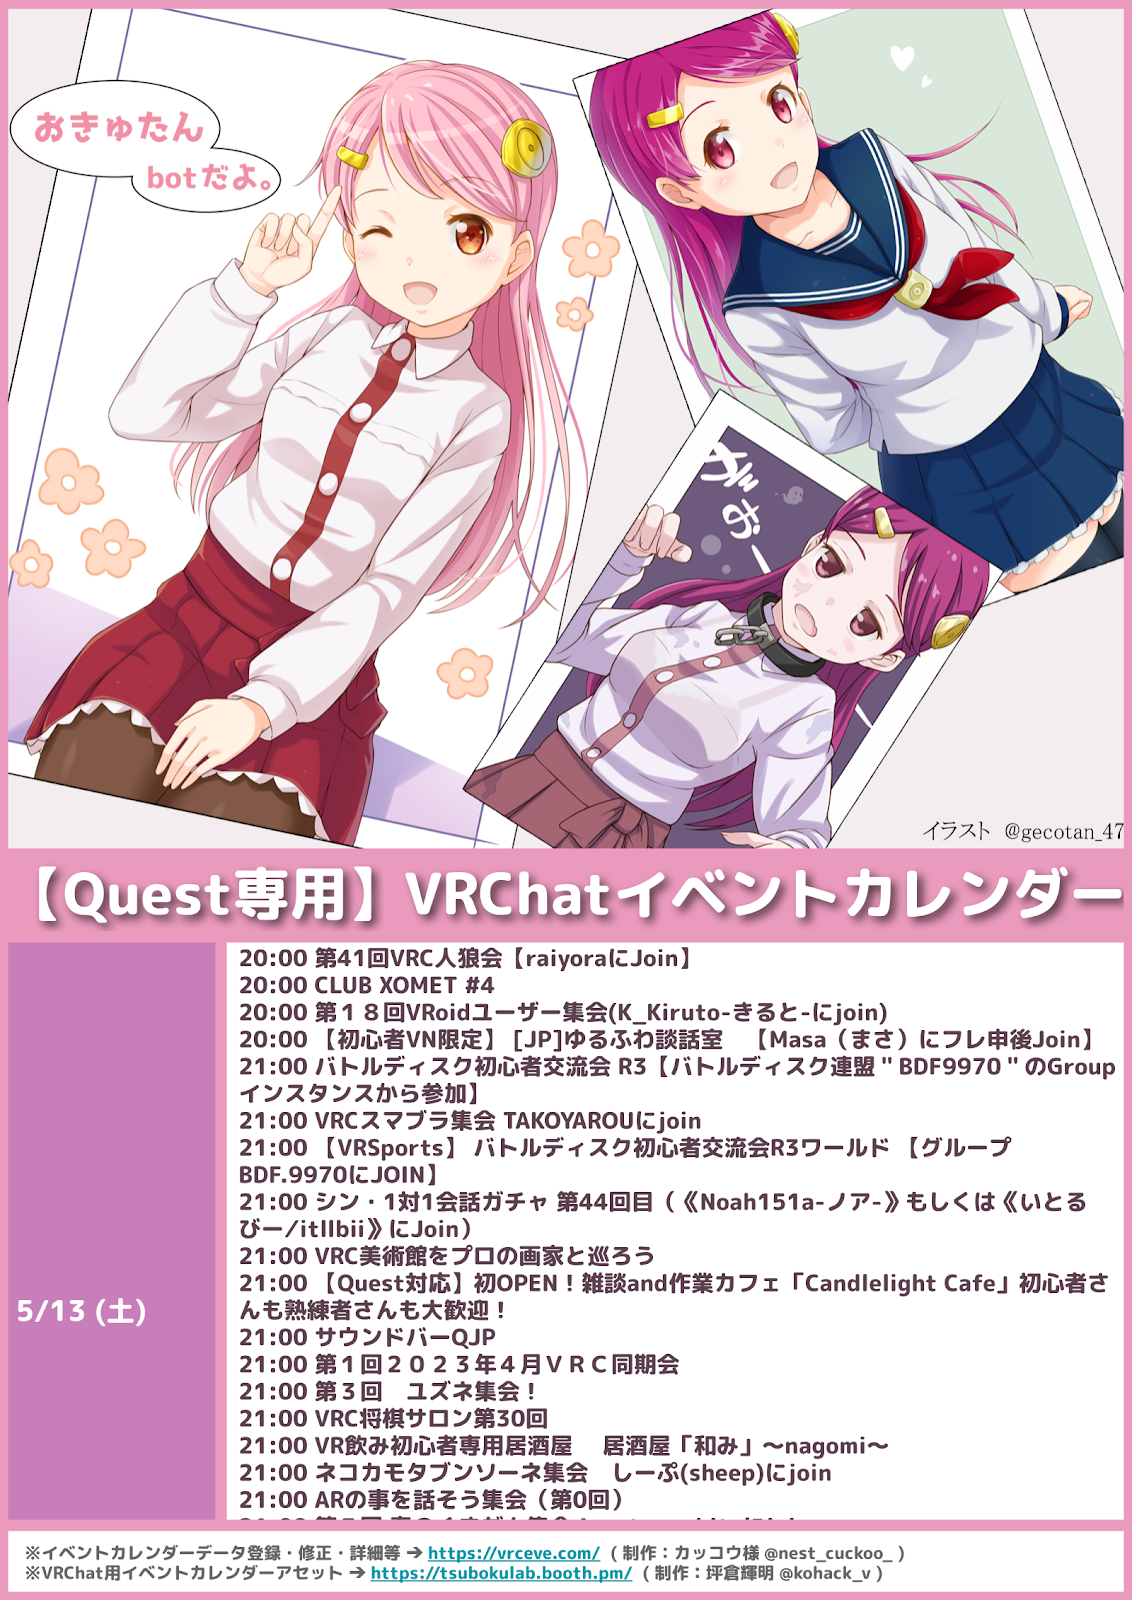 おきゅたん
botだよ。
がおー
イラスト @gecotan_47
【Quest専用】VRChatイベントカレンダー
5/13 (土)
20:00 第41回VRC人狼会【raiyoraにJoin】
20:00 CLUB XOMET #4
20:00 第１８回VRoidユーザー集会(K_Kiruto-きると-にjoin)
20:00 【初心者VN限定】 [JP]ゆるふわ談話室　【Masa（まさ）にフレ申後Join】
21:00 バトルディスク初心者交流会 R3【バトルディスク連盟＂BDF9970＂のGroup
インスタンスから参加】
21:00 VRCスマブラ集会 TAKOYAROUにjoin
21:00 【VRSports】 バトルディスク初心者交流会R3ワールド 【グループ
BDF.9970にJOIN】
21:00 シン・1対1会話ガチャ 第44回目（《Noah151a-ノア-》もしくは《いとる
びー/itllbii》にJoin）
21:00 VRC美術館をプロの画家と巡ろう
21:00 【Quest対応】初OPEN！雑談and作業カフェ「Candlelight Cafe」初心者さ
んも熟練者さんも大歓迎！
21:00 サウンドバーQJP
21:00 第１回２０２３年４月ＶＲＣ同期会
21:00 第３回　ユズネ集会！
21:00 VRC将棋サロン第30回
21:00 VR飲み初心者専用居酒屋　 居酒屋「和み」～nagomi～
21:00 ネコカモタブンソーネ集会　しーぷ(sheep)にjoin
21:00 ARの事を話そう集会（第0回）
※イベントカレンダーデータ登録・修正・詳細等 ➔ https://vrceve.com/ （ 制作：カッコウ様 @nest_cuckoo_ ）
※VRChat用イベントカレンダーアセット ➔ https://tsubokulab.booth.pm/ （ 制作：坪倉輝明 @kohack_v ）